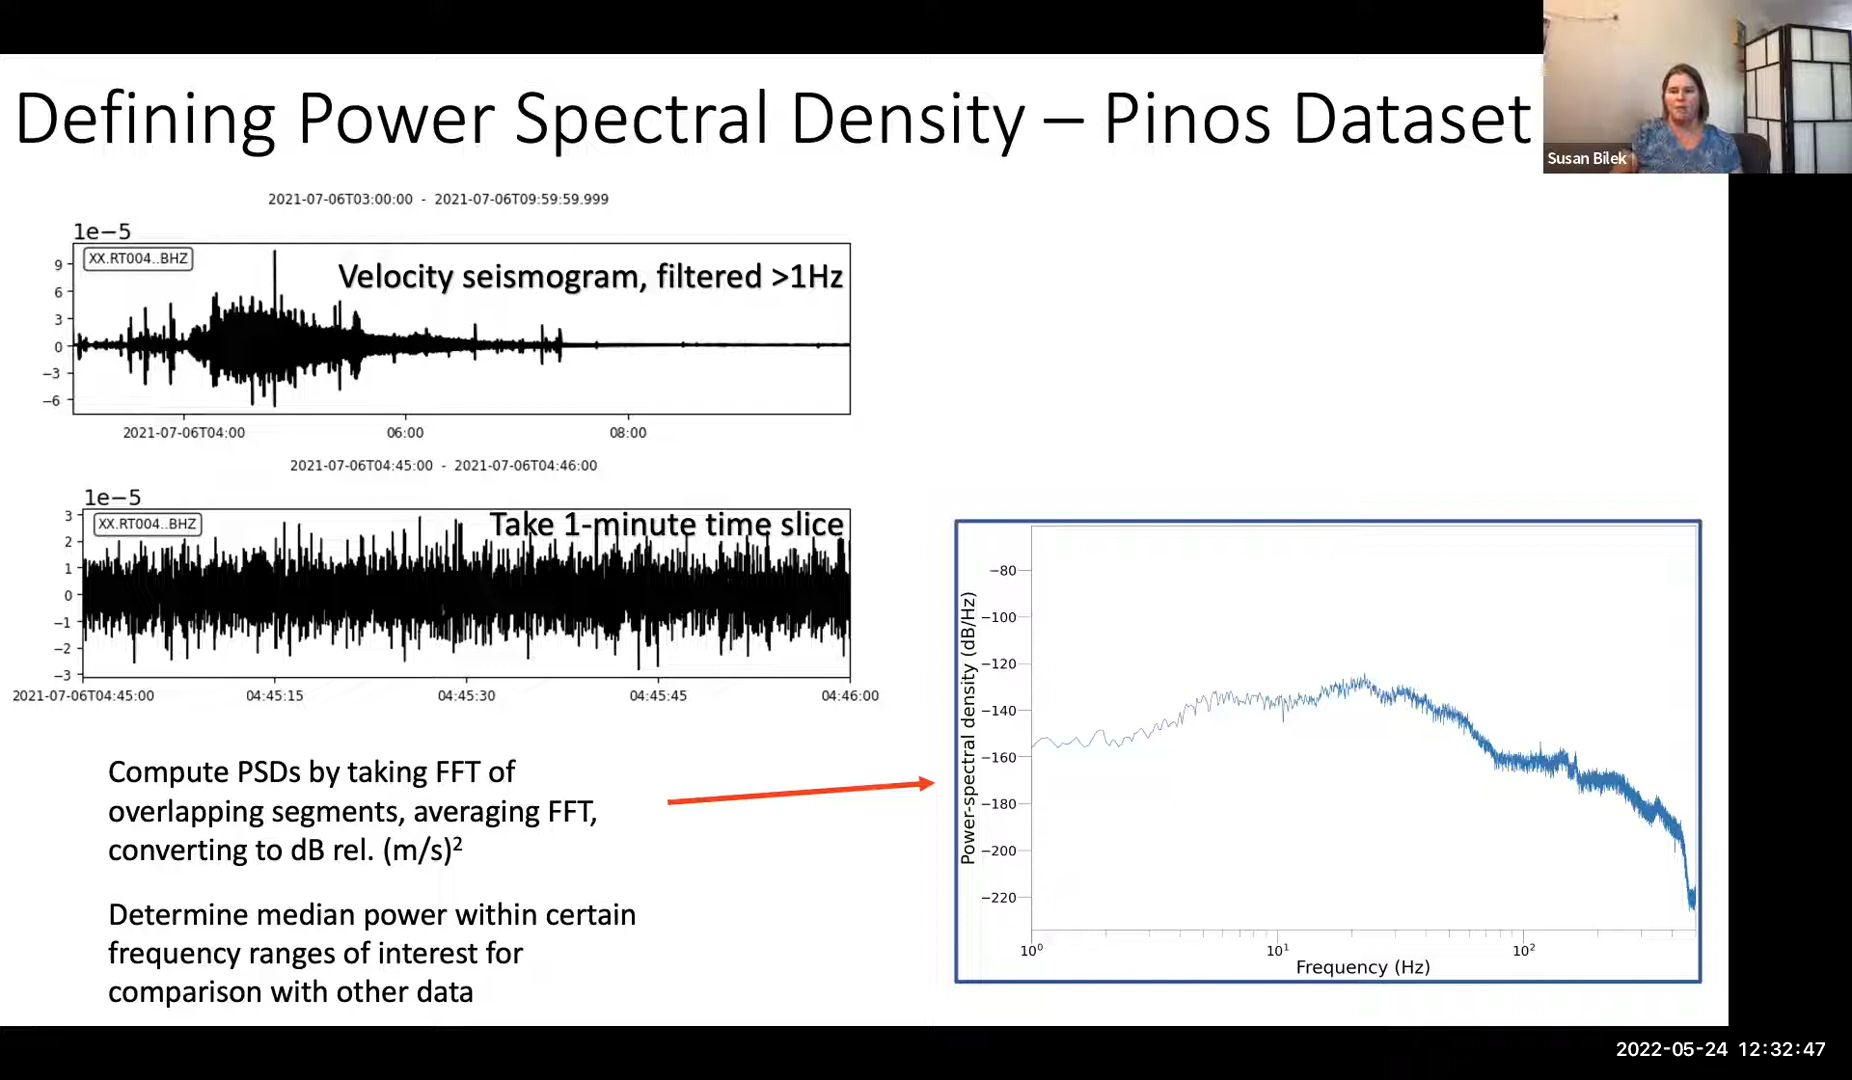 Defining Power Spectral Density – Pinos Dataset
Susan Bilek
2021-07-06T03:00:00 - 2021-07-06T09:59:59.999
1e−5
XX.RT004..BHZ
Velocity seismogram, filtered >1Hz
9
6
3
0
−3
−6
2021-07-06T04:00 06:00 08:00
2021-07-06T04:45:00 - 2021-07-06T04:46:00
1e−5
XX.RT004..BHZ
Take 1-minute time slice
3
2
1
0
−1
−2
−3
2021-07-06T04:45:00 04:45:15 04:45:30 04:45:45 04:46:00
Compute PSDs by taking FFT of
overlapping segments, averaging FFT,
converting to dB rel. (m/s)²
Determine median power within certain
frequency ranges of interest for
comparison with other data
Power-spectral density (dB/Hz)
−80
−100
−120
−140
−160
−180
−200
−220
10⁰ 10¹ 10²
Frequency (Hz)
2022-05-24 12:32:47